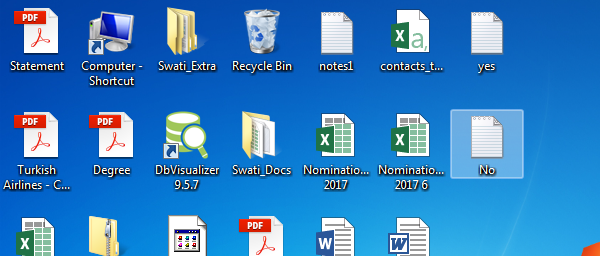 PDF
Statement
Computer -
Shortcut
Swati_Extra
Recycle Bin
notes1
a,
contacts_t...
yes
PDF
Turkish
Airlines - C...
PDF
Degree
DbVisualizer
9.5.7
Swati_Docs
Nominatio...
2017
Nominatio...
2017 6
No
PDF